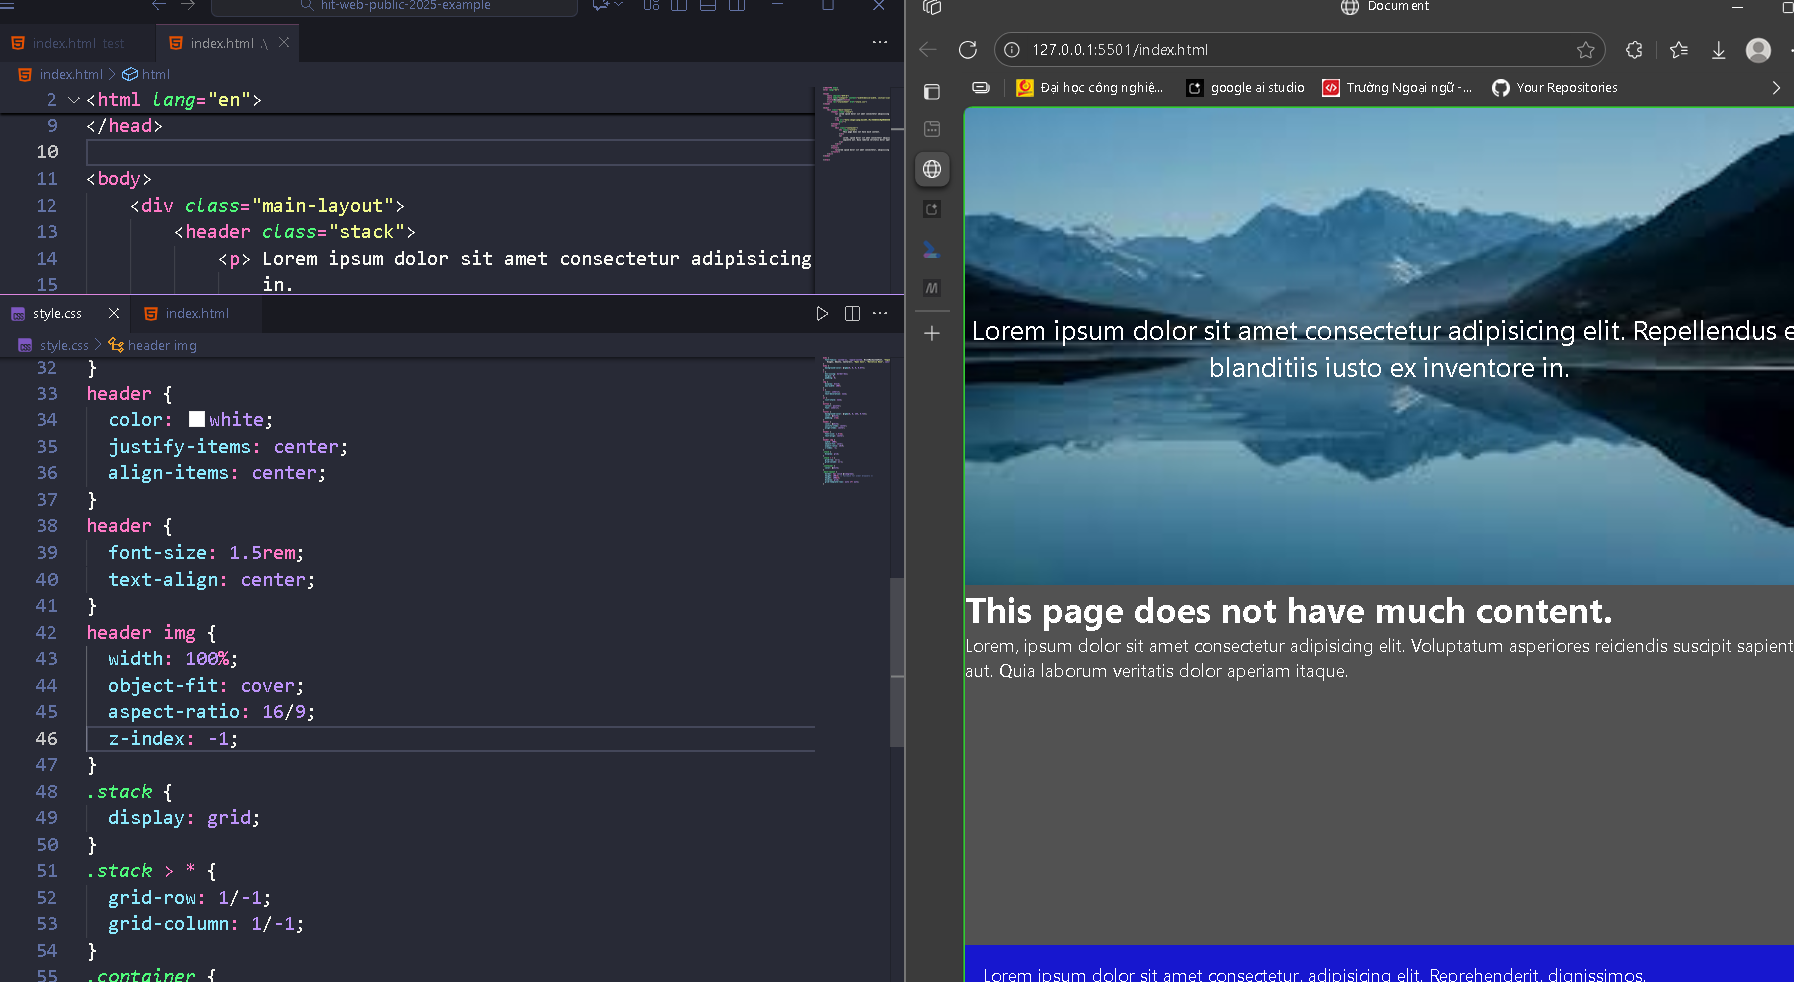 hit-web-public-2025-example
index.html test
index.html .\
index.html > html
2 <html lang="en">
9 </head>
10
11 <body>
12 <div class="main-layout">
13 <header class="stack">
14 <p> Lorem ipsum dolor sit amet consectetur adipisicing
15 in.
style.css
index.html
style.css > header img
32 }
33 header {
34 color: white;
35 justify-items: center;
36 align-items: center;
37 }
38 header {
39 font-size: 1.5rem;
40 text-align: center;
41 }
42 header img {
43 width: 100%;
44 object-fit: cover;
45 aspect-ratio: 16/9;
46 z-index: -1;
47 }
48 .stack {
49 display: grid;
50 }
51 .stack > * {
52 grid-row: 1/-1;
53 grid-column: 1/-1;
54 }
55 .container {
Document
127.0.0.1:5501/index.html
Đại học công nghiệ...
google ai studio
Trường Ngoại ngữ -...
Your Repositories
Lorem ipsum dolor sit amet consectetur adipisicing elit. Repellendus e
blanditiis iusto ex inventore in.
This page does not have much content.
Lorem, ipsum dolor sit amet consectetur adipisicing elit. Voluptatum asperiores reiciendis suscipit sapient
aut. Quia laborum veritatis dolor aperiam itaque.
Lorem ipsum dolor sit amet consectetur, adipisicing elit. Reprehenderit, dignissimos.